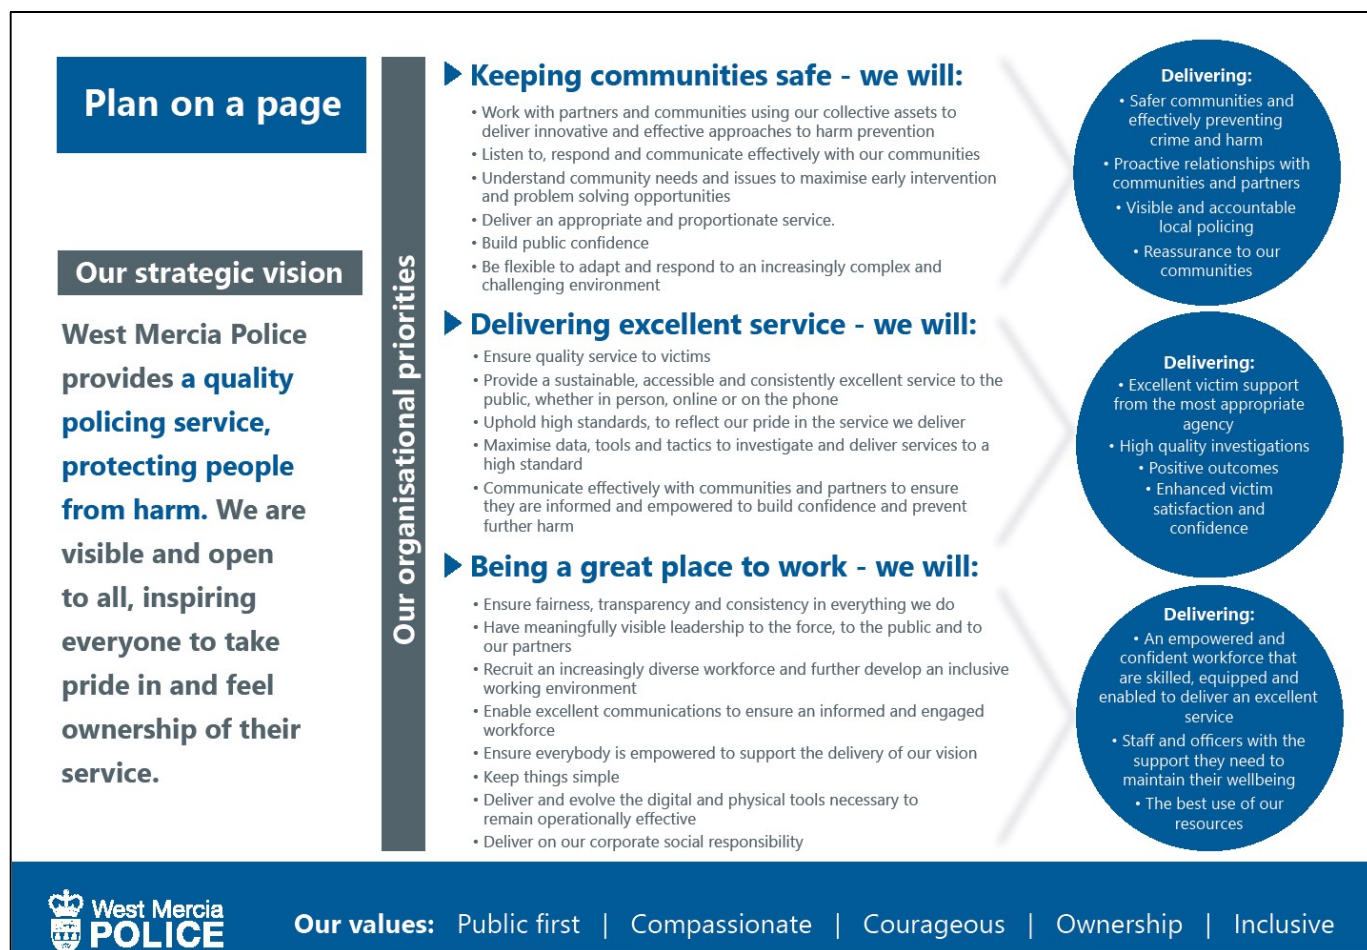 Plan on a page
Our strategic vision
West Mercia Police
provides a quality
policing service,
protecting people
from harm. We are
visible and open
to all, inspiring
everyone to take
pride in and feel
ownership of their
service.
Our organisational priorities
Keeping communities safe - we will:
• Work with partners and communities using our collective assets to
deliver innovative and effective approaches to harm prevention
• Listen to, respond and communicate effectively with our communities
• Understand community needs and issues to maximise early intervention
and problem solving opportunities
• Deliver an appropriate and proportionate service.
• Build public confidence
• Be flexible to adapt and respond to an increasingly complex and
challenging environment
Delivering:
• Safer communities and
effectively preventing
crime and harm
• Proactive relationships with
communities and partners
• Visible and accountable
local policing
• Reassurance to our
communities
Delivering excellent service - we will:
• Ensure quality service to victims
• Provide a sustainable, accessible and consistently excellent service to the
public, whether in person, online or on the phone
• Uphold high standards, to reflect our pride in the service we deliver
• Maximise data, tools and tactics to investigate and deliver services to a
high standard
• Communicate effectively with communities and partners to ensure
they are informed and empowered to build confidence and prevent
further harm
Delivering:
• Excellent victim support
from the most appropriate
agency
• High quality investigations
• Positive outcomes
• Enhanced victim
satisfaction and
confidence
Being a great place to work - we will:
• Ensure fairness, transparency and consistency in everything we do
• Have meaningfully visible leadership to the force, to the public and to
our partners
• Recruit an increasingly diverse workforce and further develop an inclusive
working environment
• Enable excellent communications to ensure an informed and engaged
workforce
• Ensure everybody is empowered to support the delivery of our vision
• Keep things simple
• Deliver and evolve the digital and physical tools necessary to
remain operationally effective
• Deliver on our corporate social responsibility
Delivering:
• An empowered and
confident workforce that
are skilled, equipped and
enabled to deliver an excellent
service
• Staff and officers with the
support they need to
maintain their wellbeing
• The best use of our
resources
West Mercia
POLICE
Our values: Public first | Compassionate | Courageous | Ownership | Inclusive